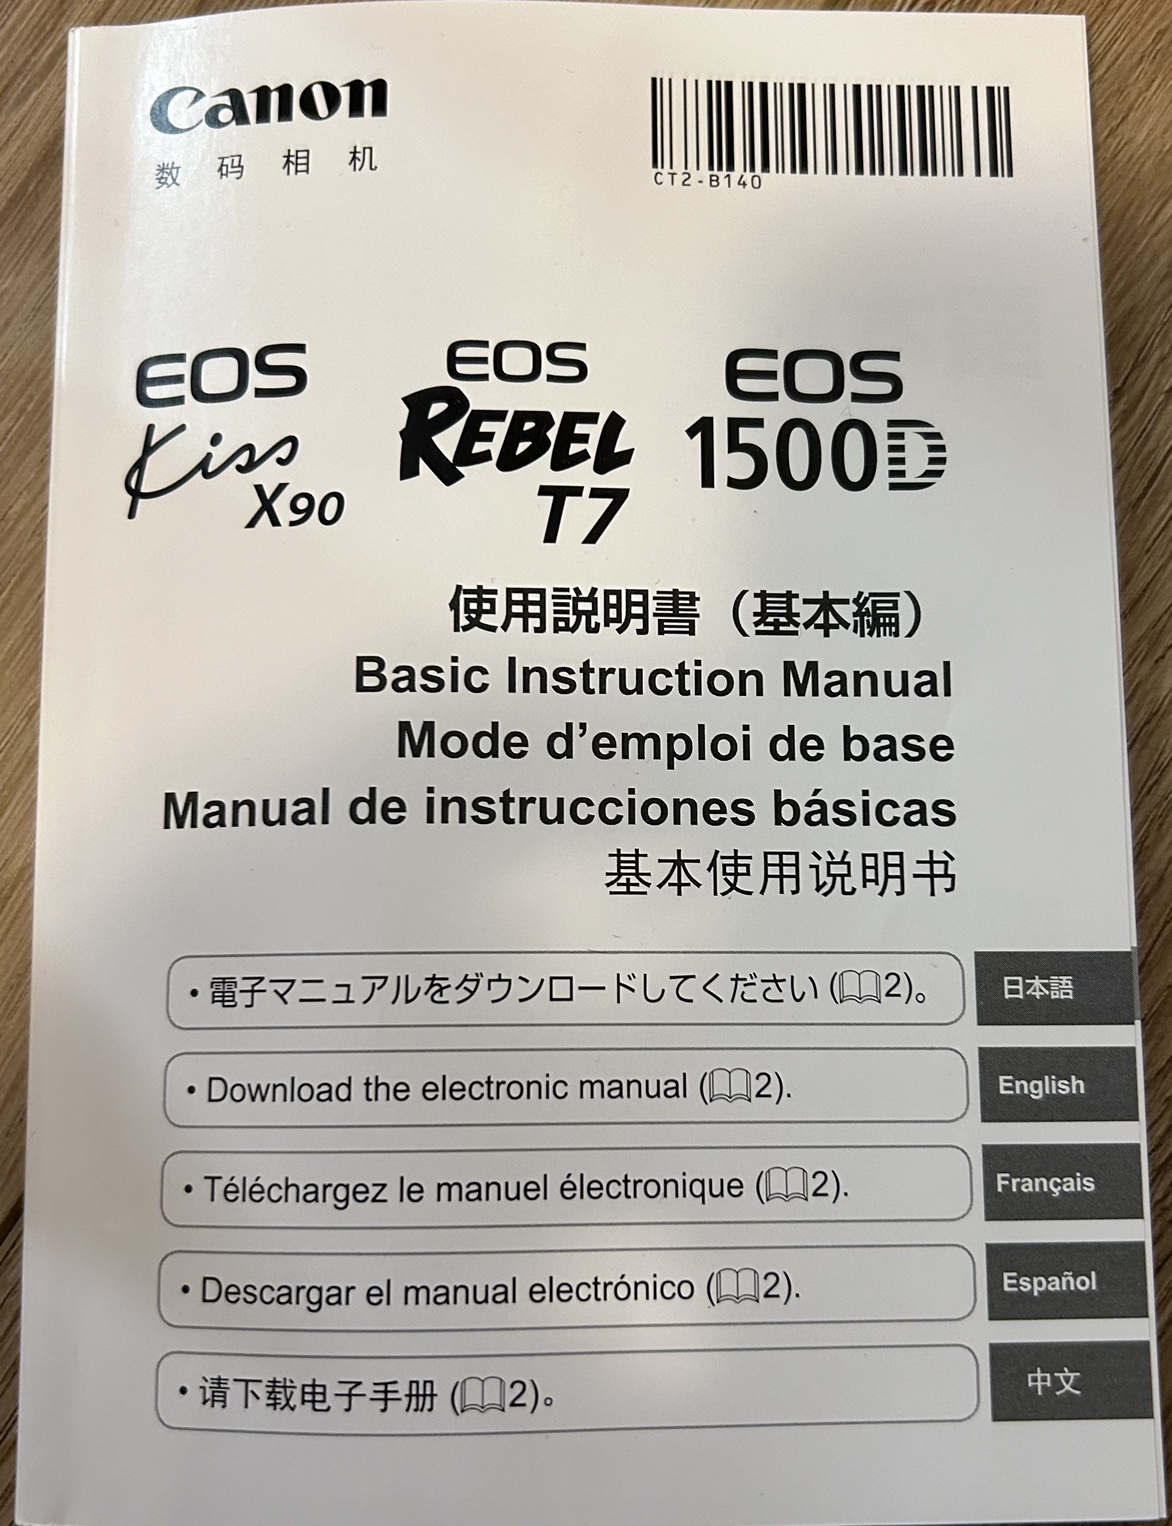 Canon
数码相机
CT2-B140
EOS Kiss X90
EOS REBEL T7
EOS 1500D
使用説明書（基本編）
Basic Instruction Manual
Mode d’emploi de base
Manual de instrucciones básicas
基本使用说明书
• 電子マニュアルをダウンロードしてください (2)。
日本語
• Download the electronic manual (2).
English
• Téléchargez le manuel électronique (2).
Français
• Descargar el manual electrónico (2).
Español
• 请下载电子手册 (2)。
中文